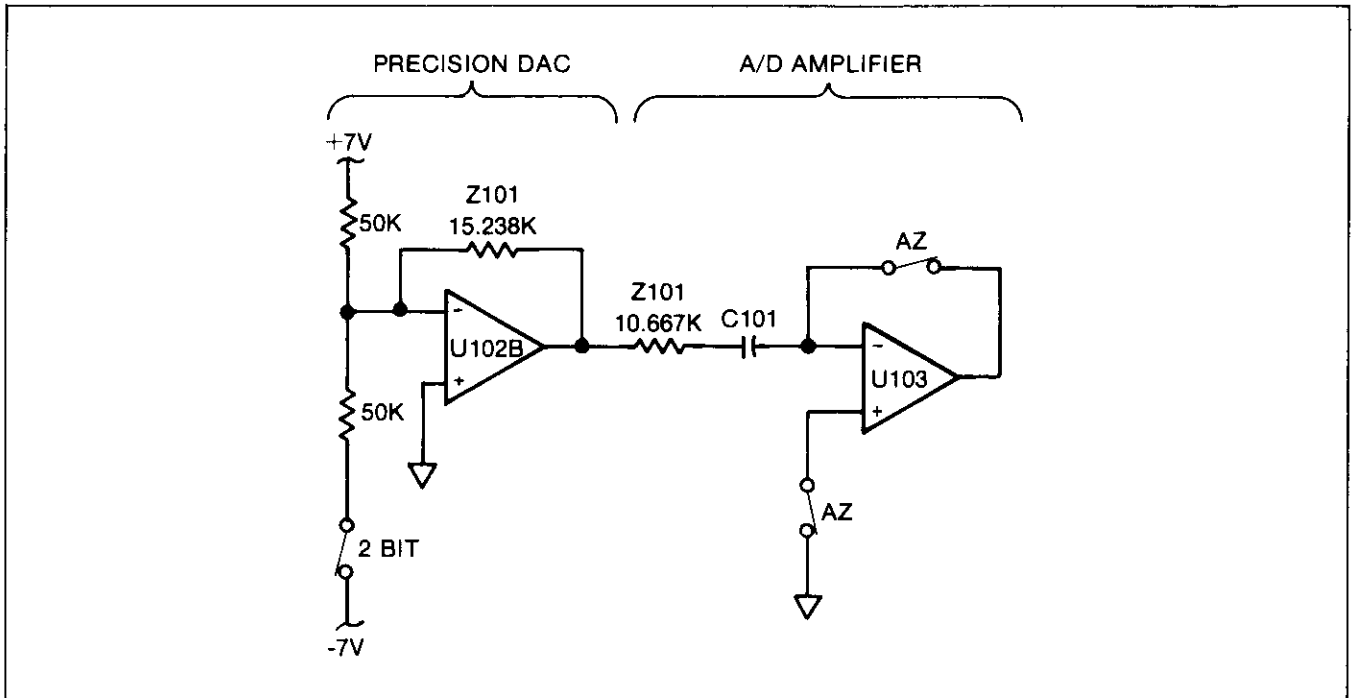 PRECISION DAC
A/D AMPLIFIER
+7V
50K
Z101
15.238K
AZ
Z101
10.667K
C101
-
+
U102B
-
+
U103
50K
AZ
2 BIT
-7V